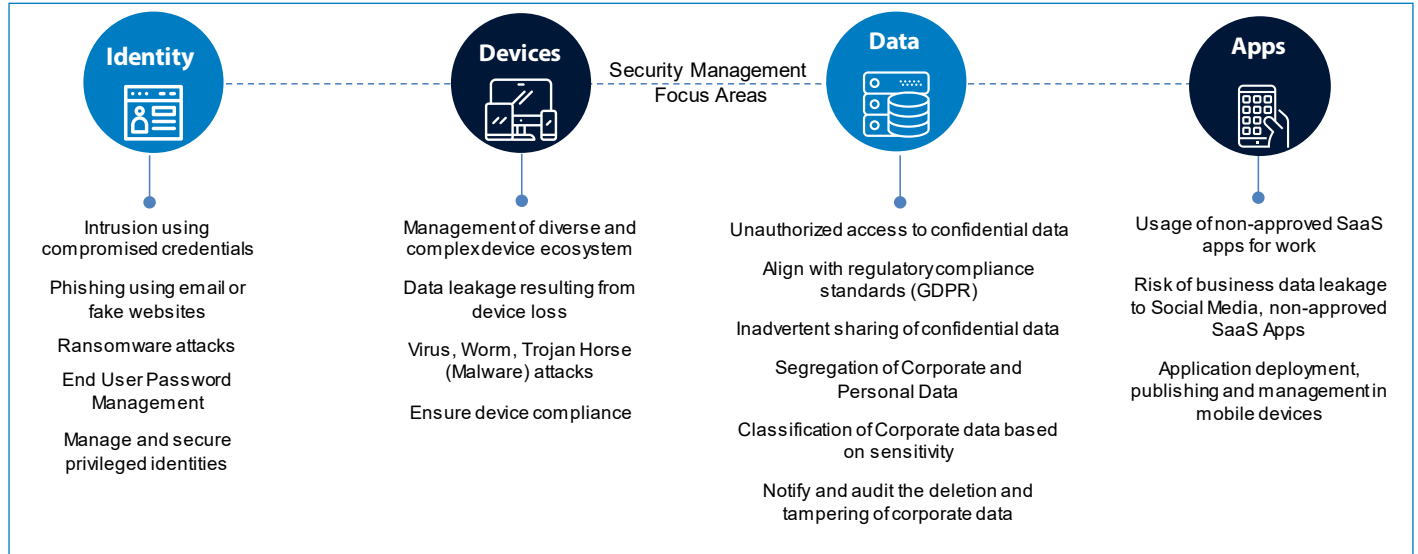 Identity
Devices
Security Management
Focus Areas
Data
Apps
Intrusion using
compromised credentials
Phishing using email or
fake websites
Ransomware attacks
End User Password
Management
Manage and secure
privileged identities
Management of diverse and
complex device ecosystem
Data leakage resulting from
device loss
Virus, Worm, Trojan Horse
(Malware) attacks
Ensure device compliance
Unauthorized access to confidential data
Align with regulatory compliance
standards (GDPR)
Inadvertent sharing of confidential data
Segregation of Corporate and
Personal Data
Classification of Corporate data based
on sensitivity
Notify and audit the deletion and
tampering of corporate data
Usage of non-approved SaaS
apps for work
Risk of business data leakage
to Social Media, non-approved
SaaS Apps
Application deployment,
publishing and management in
mobile devices